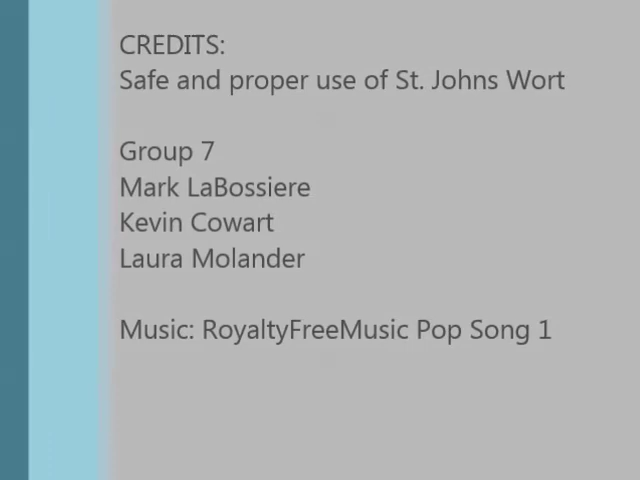 CREDITS:
Safe and proper use of St. Johns Wort
Group 7
Mark LaBossiere
Kevin Cowart
Laura Molander
Music: RoyaltyFreeMusic Pop Song 1